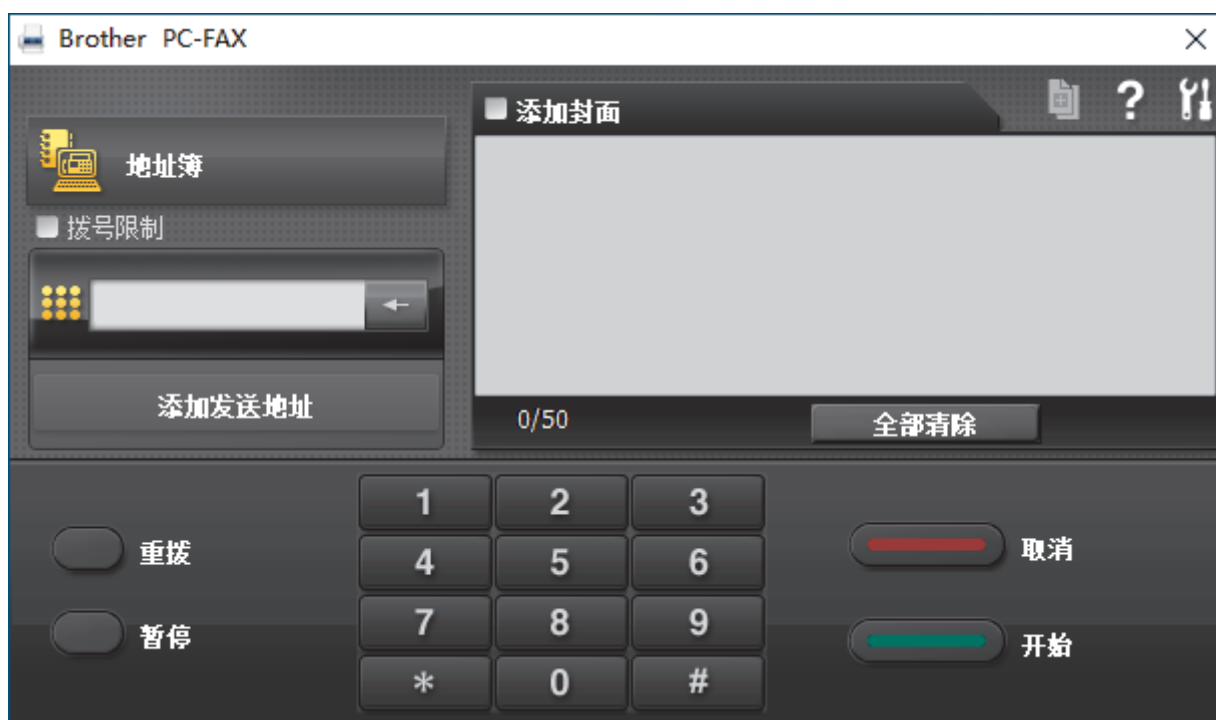 Brother PC-FAX
添加封面
?
地址簿
拨号限制
添加发送地址
0/50
全部清除
1 2 3
重拨
4 5 6
取消
7 8 9
暂停
开始
* 0 #